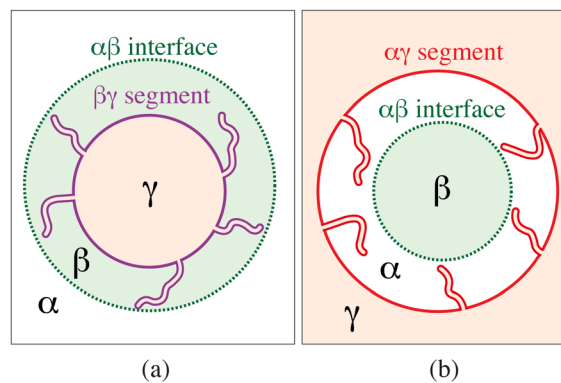 αβ interface
βγ segment
γ
β
α
(a)
αγ segment
αβ interface
β
α
γ
(b)